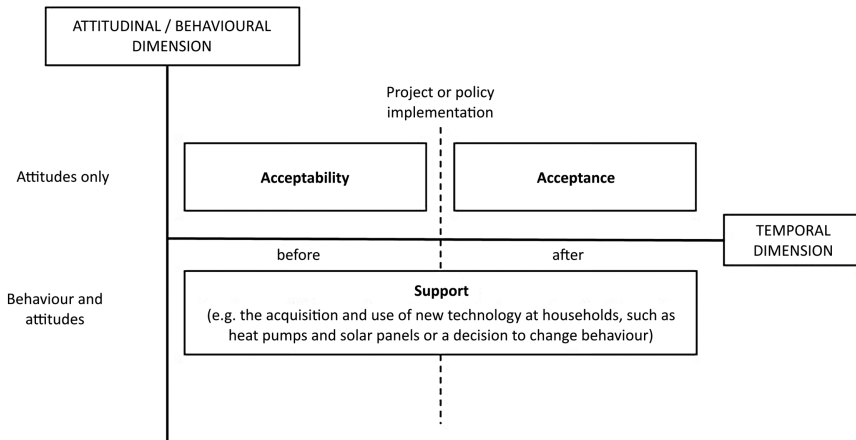 ATTITUDINAL / BEHAVIOURAL
DIMENSION
Project or policy
implementation
Attitudes only
Acceptability
Acceptance
TEMPORAL
DIMENSION
before
after
Behaviour and
attitudes
Support
(e.g. the acquisition and use of new technology at households, such as
heat pumps and solar panels or a decision to change behaviour)